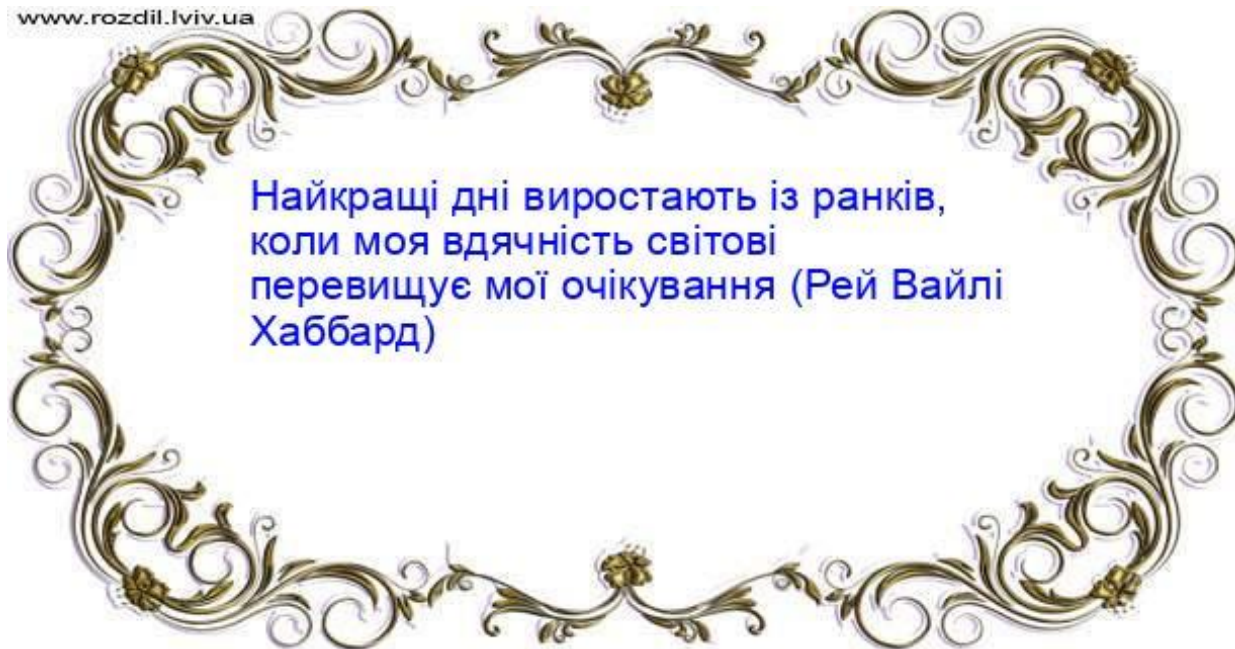 www.rozdil.lviv.ua
Найкращі дні виростають із ранків,
коли моя вдячність світові
перевищує мої очікування (Рей Вайлі
Хаббард)